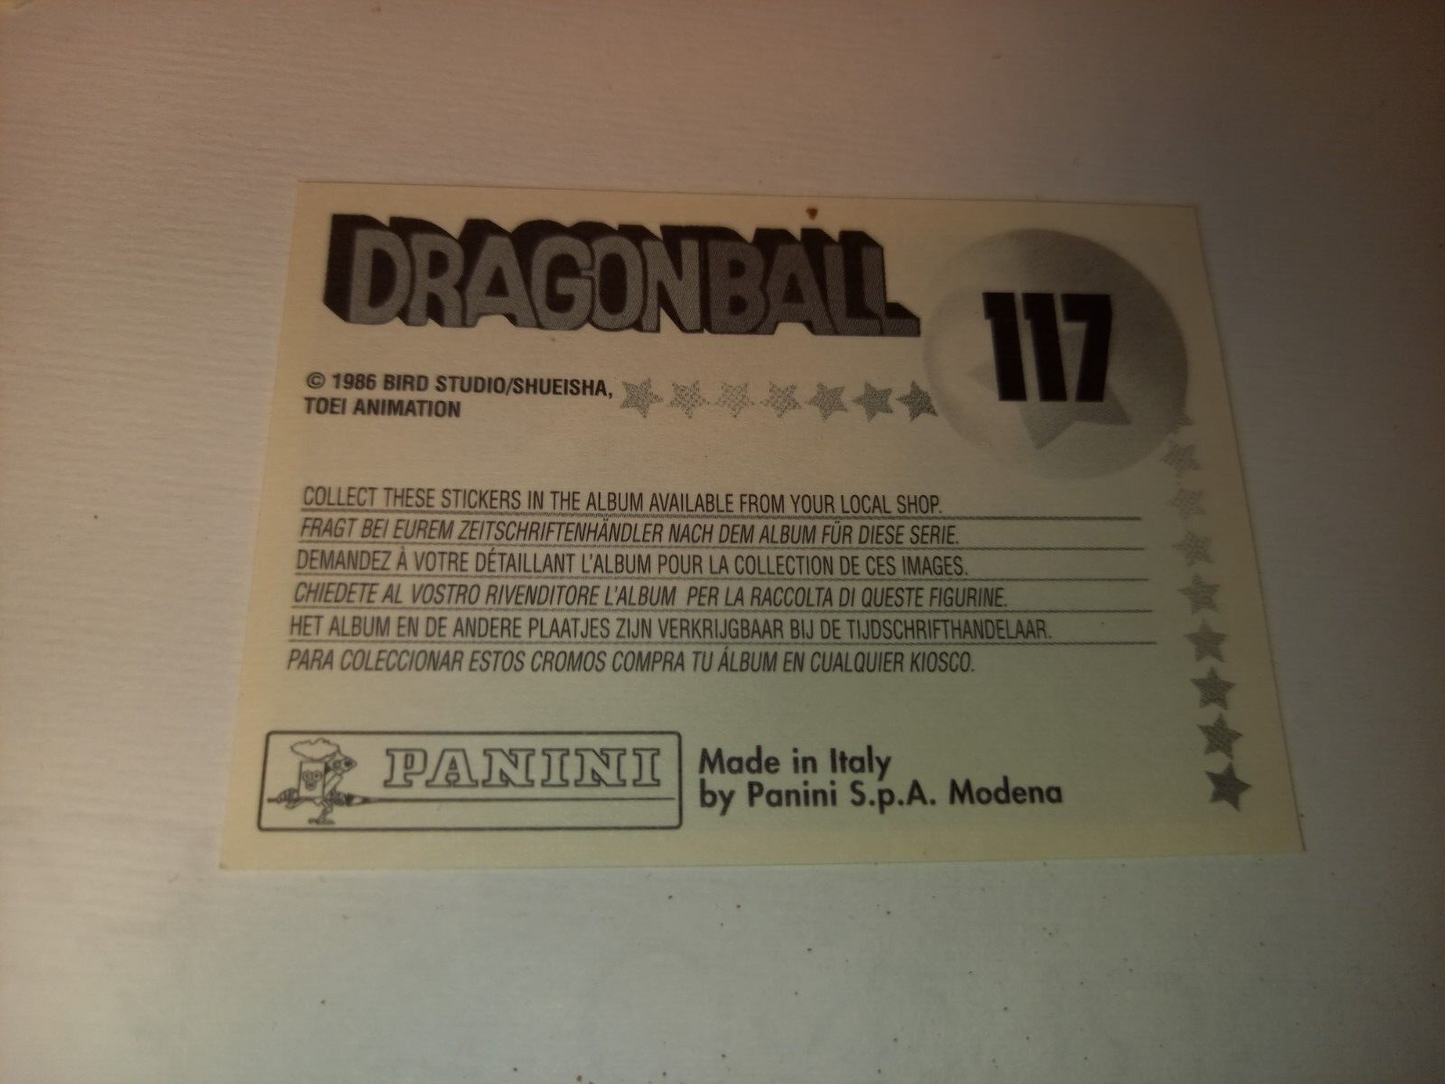 DRAGONBALL
117
© 1986 BIRD STUDIO/SHUEISHA,
TOEI ANIMATION
COLLECT THESE STICKERS IN THE ALBUM AVAILABLE FROM YOUR LOCAL SHOP.
FRAGT BEI EUREM ZEITSCHRIFTENHÄNDLER NACH DEM ALBUM FÜR DIESE SERIE.
DEMANDEZ À VOTRE DÉTAILLANT L'ALBUM POUR LA COLLECTION DE CES IMAGES.
CHIEDETE AL VOSTRO RIVENDITORE L'ALBUM PER LA RACCOLTA DI QUESTE FIGURINE.
HET ALBUM EN DE ANDERE PLAATJES ZIJN VERKRIJGBAAR BIJ DE TIJDSCHRIFTHANDELAAR.
PARA COLECCIONAR ESTOS CROMOS COMPRA TU ÁLBUM EN CUALQUIER KIOSCO.
PANINI
Made in Italy
by Panini S.p.A. Modena